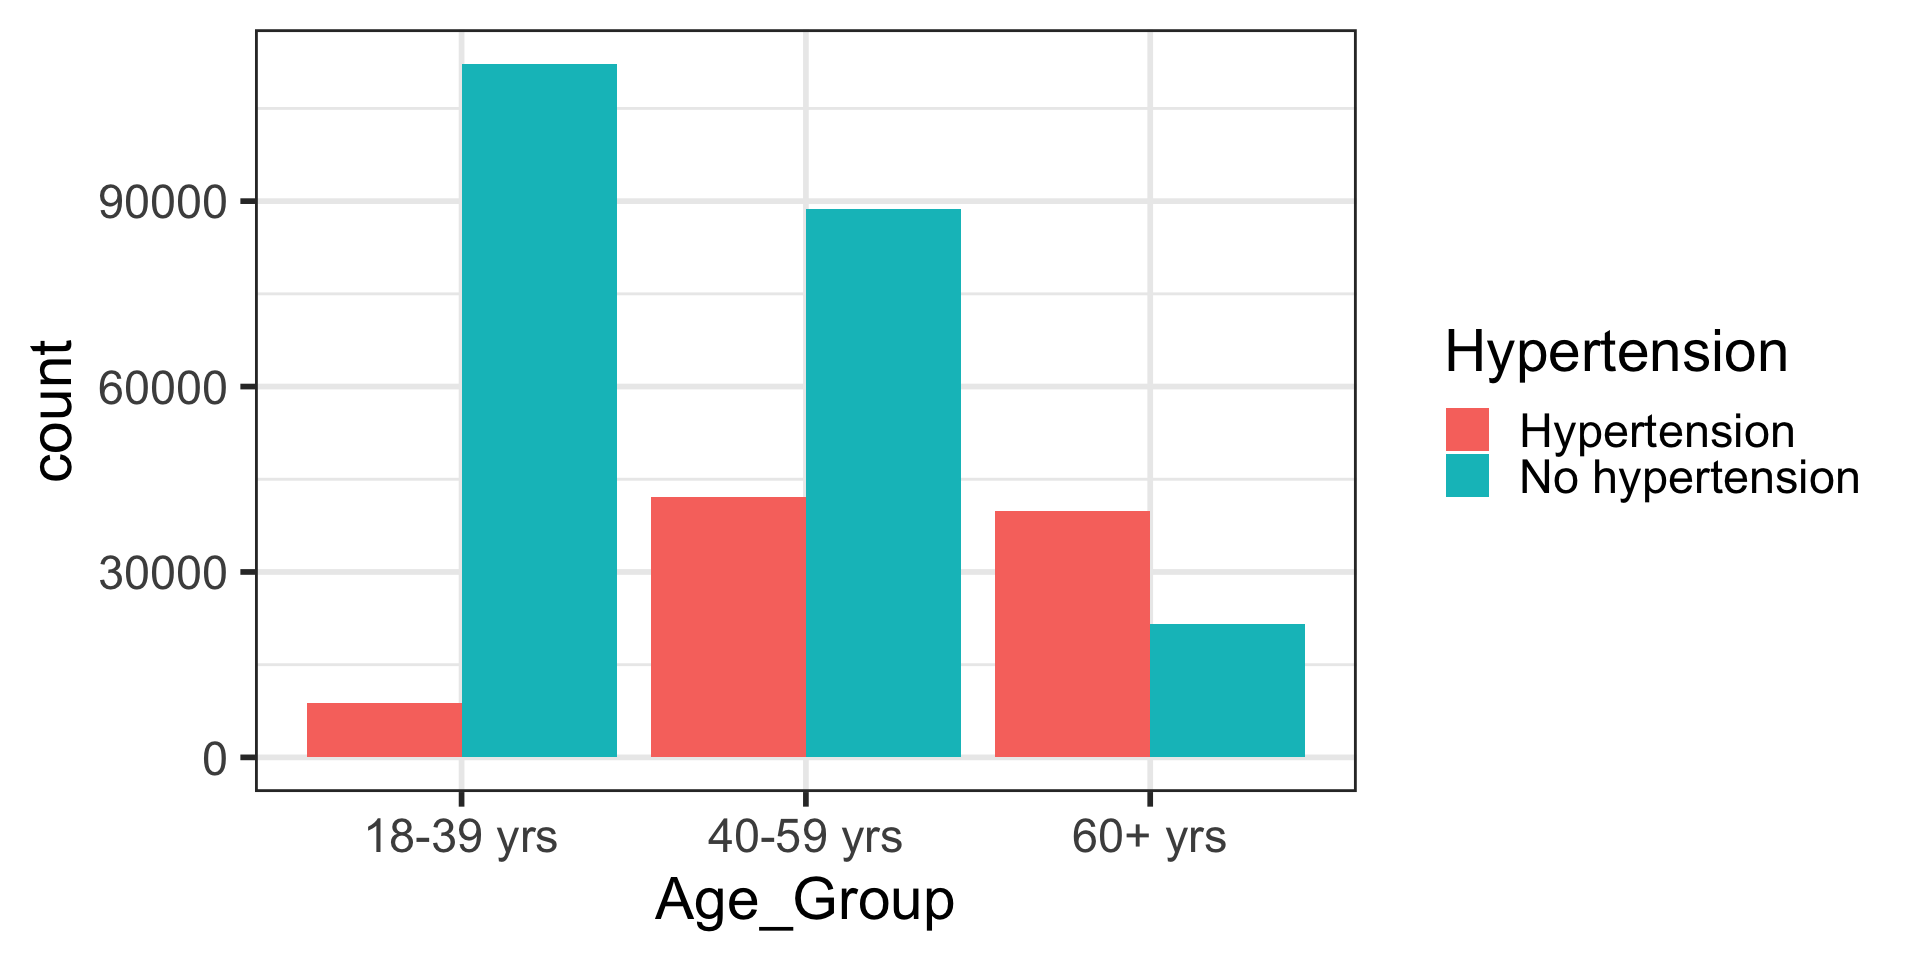 count
90000
60000
30000
0
18-39 yrs
40-59 yrs
60+ yrs
Age_Group
Hypertension
Hypertension
No hypertension